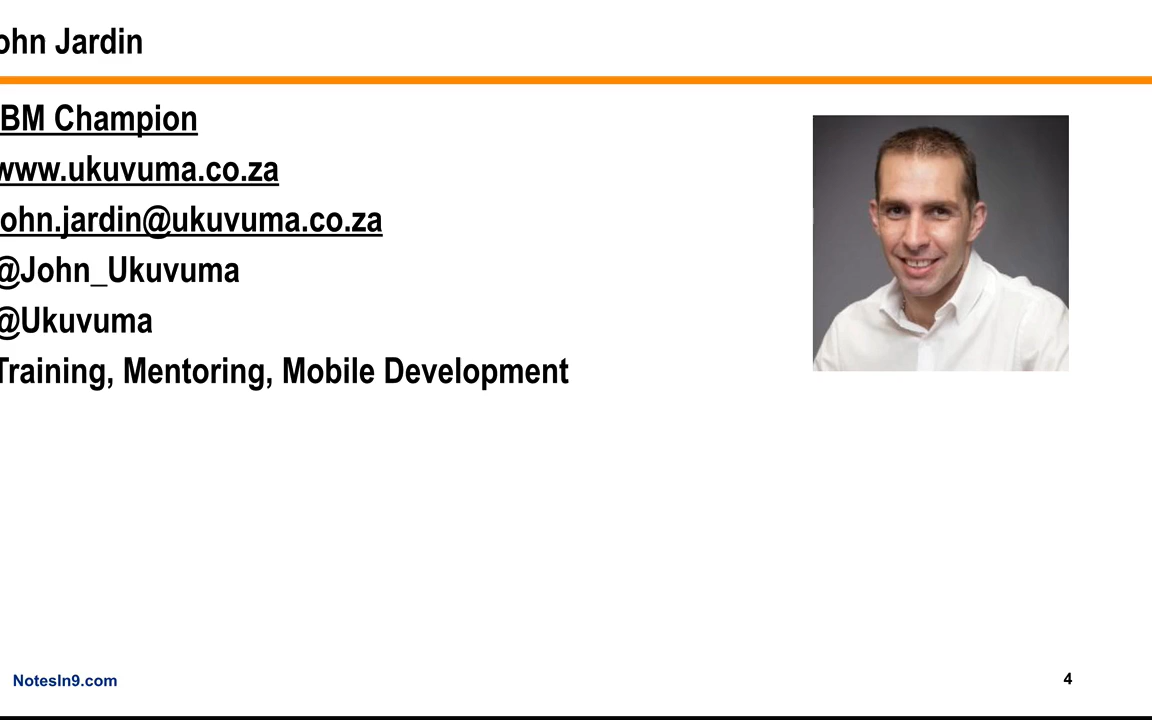 ohn Jardin
BM Champion
www.ukuvuma.co.za
ohn.jardin@ukuvuma.co.za
@John_Ukuvuma
@Ukuvuma
Training, Mentoring, Mobile Development
NotesIn9.com
4